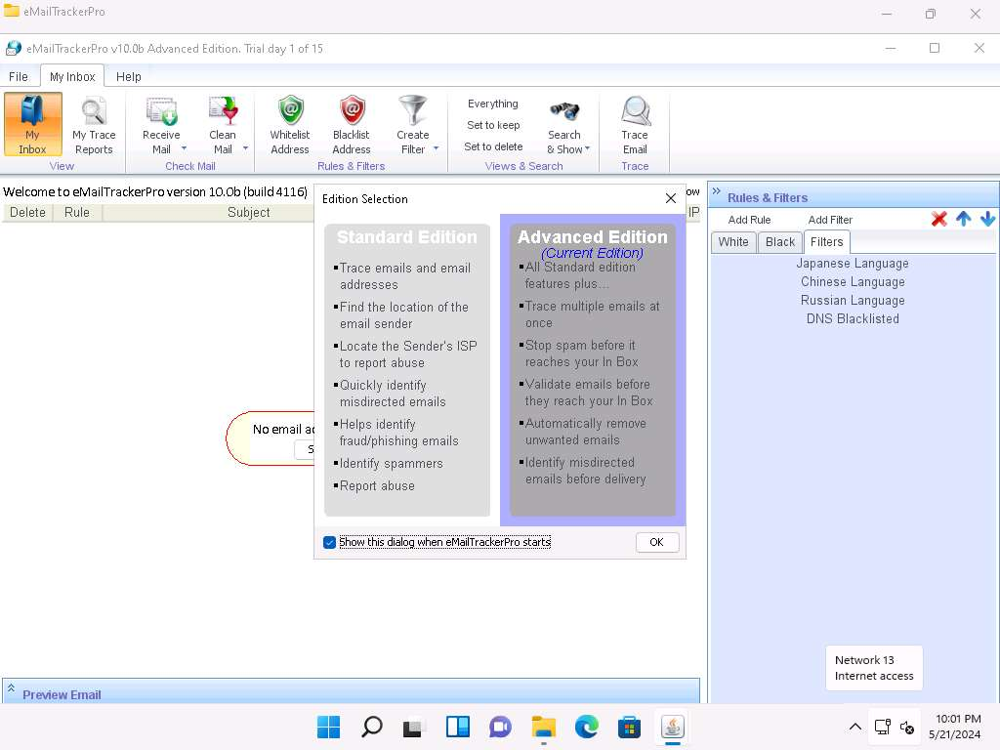 eMailTrackerPro
eMailTrackerPro v10.0b Advanced Edition. Trial day 1 of 15
File
My Inbox
Help
My
Inbox
My Trace
Reports
View
Receive
Mail
Clean
Mail
Check Mail
Whitelist
Address
Blacklist
Address
Create
Filter
Rules & Filters
Everything
Set to keep
Set to delete
Search
& Show
Views & Search
Trace
Email
Trace
Welcome to eMailTrackerPro version 10.0b (build 4116)
Delete
Rule
Subject
IP
No email
Edition Selection
Standard Edition
▪Trace emails and email
addresses
▪Find the location of the
email sender
▪Locate the Sender's ISP
to report abuse
▪Quickly identify
misdirected emails
▪Helps identify
fraud/phishing emails
▪Identify spammers
▪Report abuse
Advanced Edition
(Current Edition)
▪All Standard edition
features plus...
▪Trace multiple emails at
once
▪Stop spam before it
reaches your In Box
▪Validate emails before
they reach your In Box
▪Automatically remove
unwanted emails
▪Identify misdirected
emails before delivery
Show this dialog when eMailTrackerPro starts
OK
Rules & Filters
Add Rule
Add Filter
White
Black
Filters
Japanese Language
Chinese Language
Russian Language
DNS Blacklisted
Network 13
Internet access
Preview Email
10:01 PM
5/21/2024